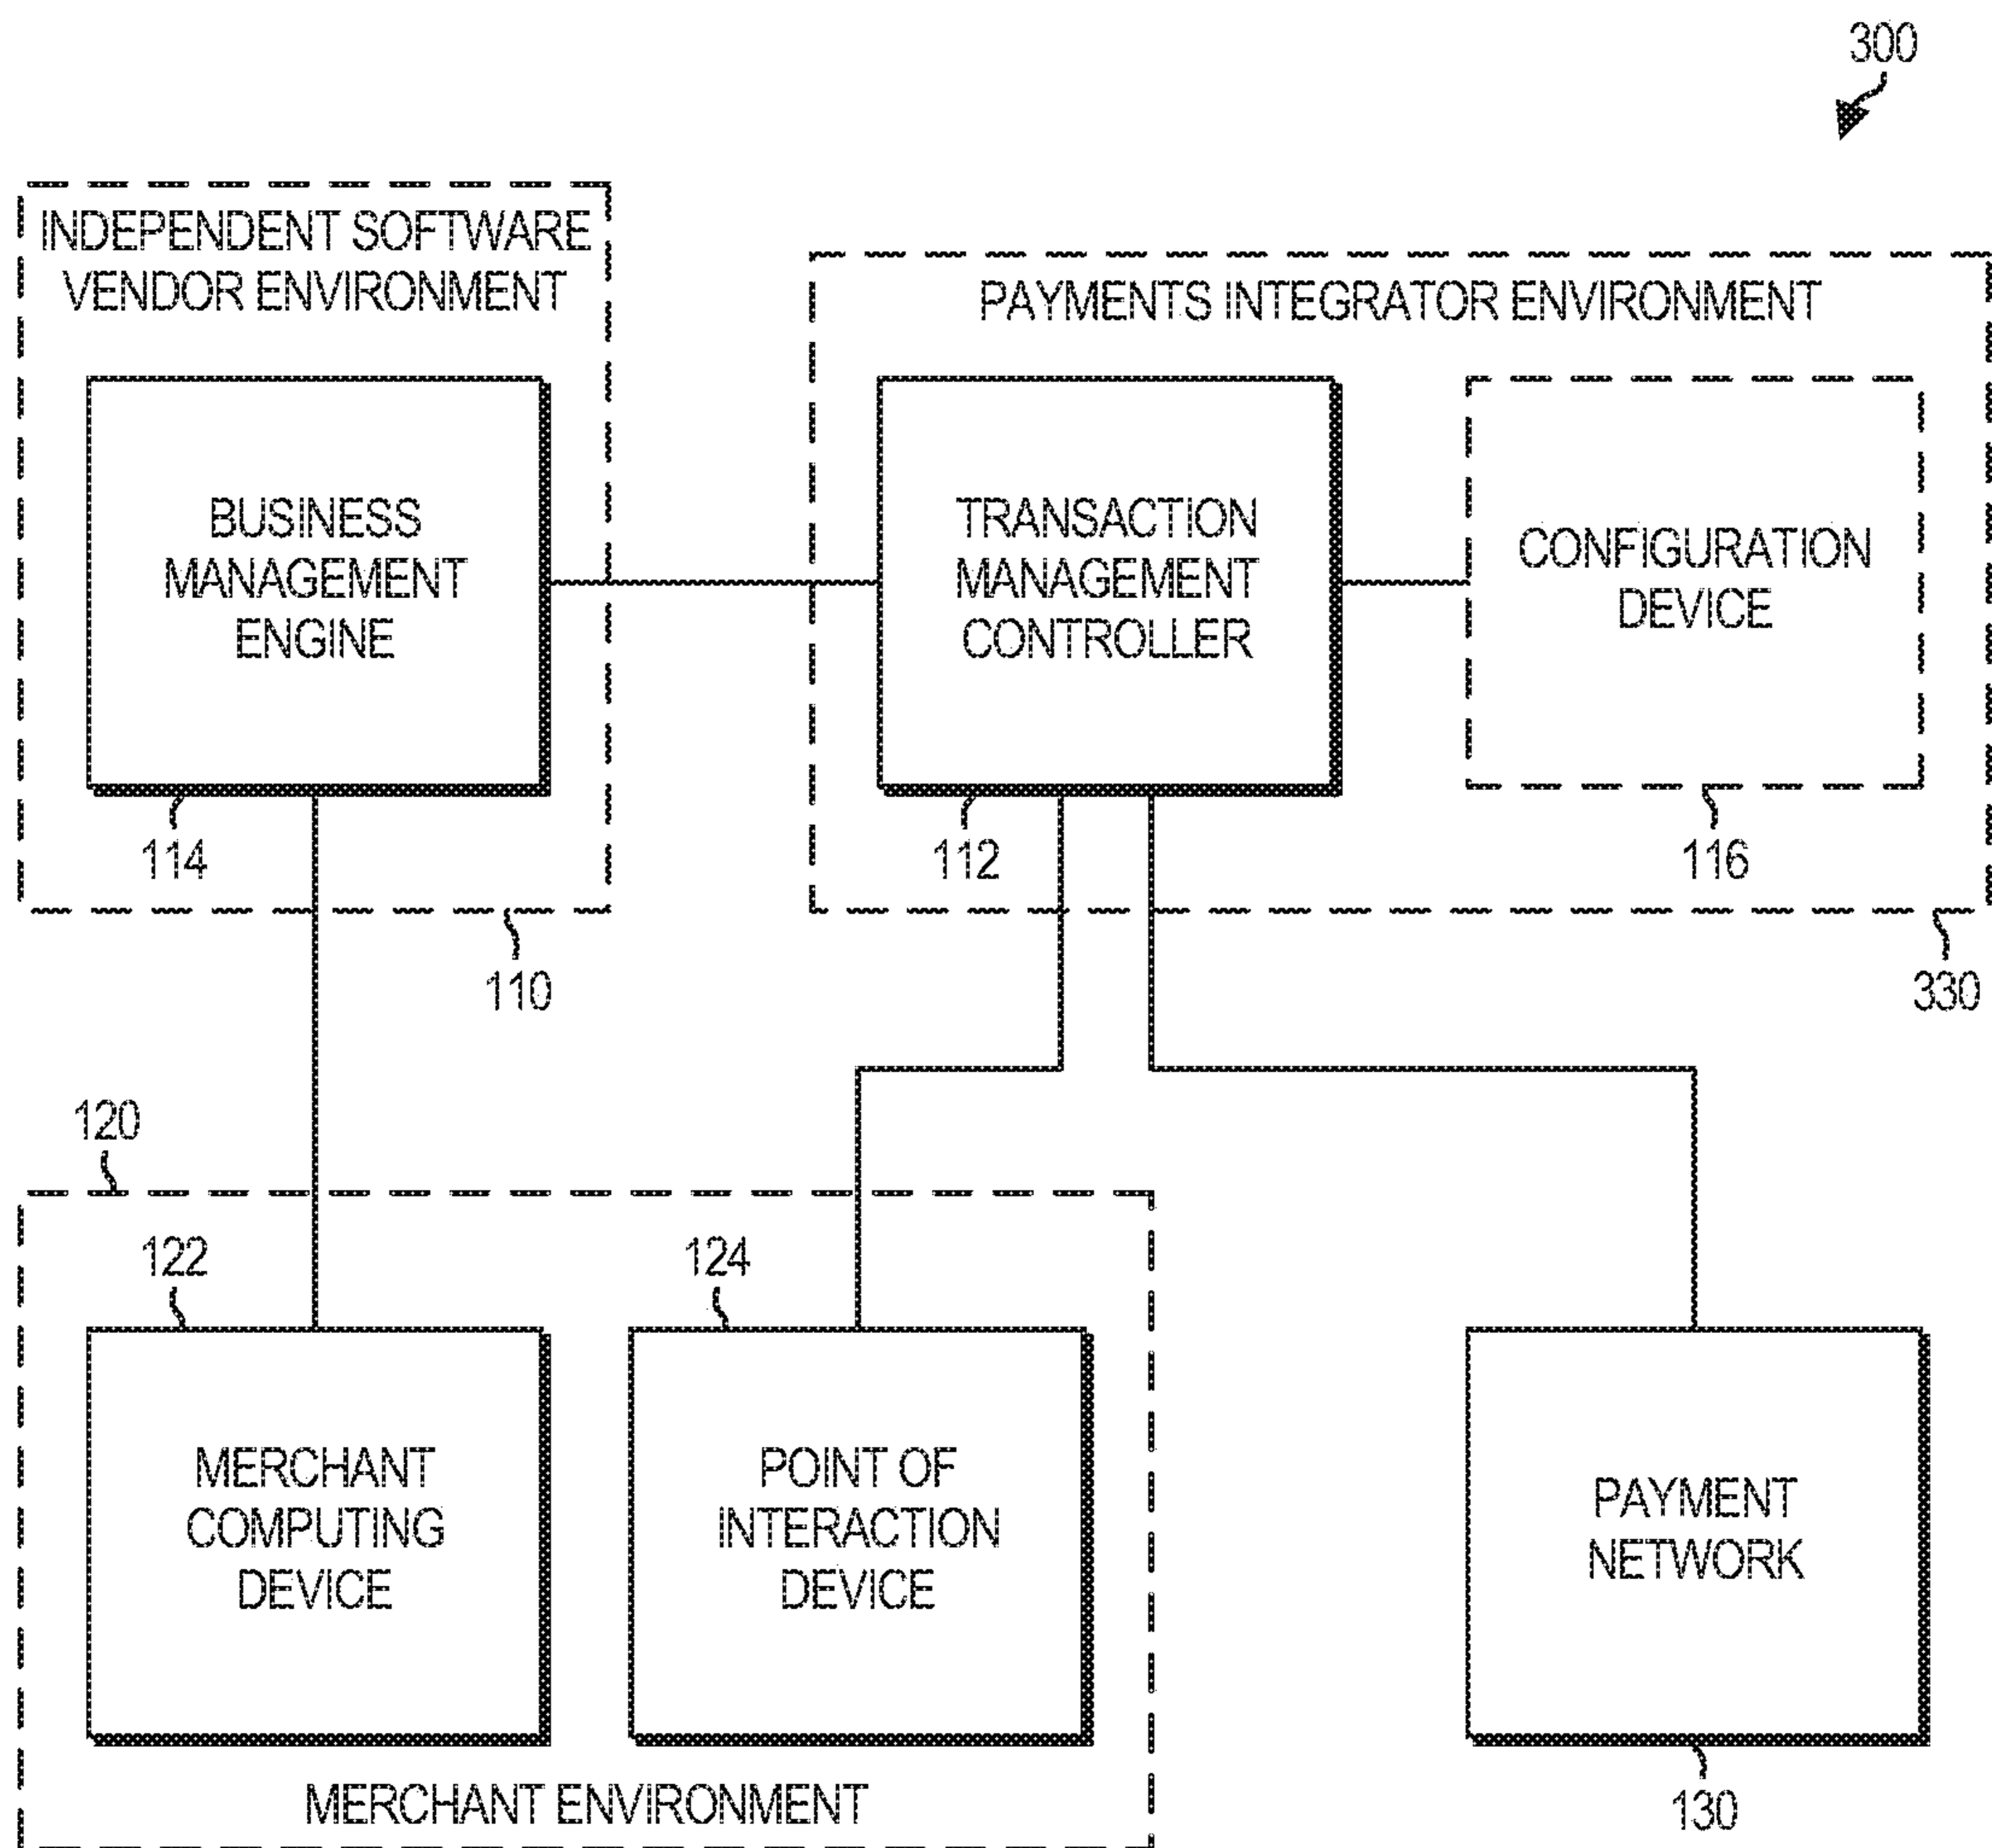 300
INDEPENDENT SOFTWARE
VENDOR ENVIRONMENT
PAYMENTS INTEGRATOR ENVIRONMENT
BUSINESS
MANAGEMENT
ENGINE
TRANSACTION
MANAGEMENT
CONTROLLER
CONFIGURATION
DEVICE
114
112
116
110
330
120
122
124
MERCHANT
COMPUTING
DEVICE
POINT OF
INTERACTION
DEVICE
PAYMENT
NETWORK
MERCHANT ENVIRONMENT
130